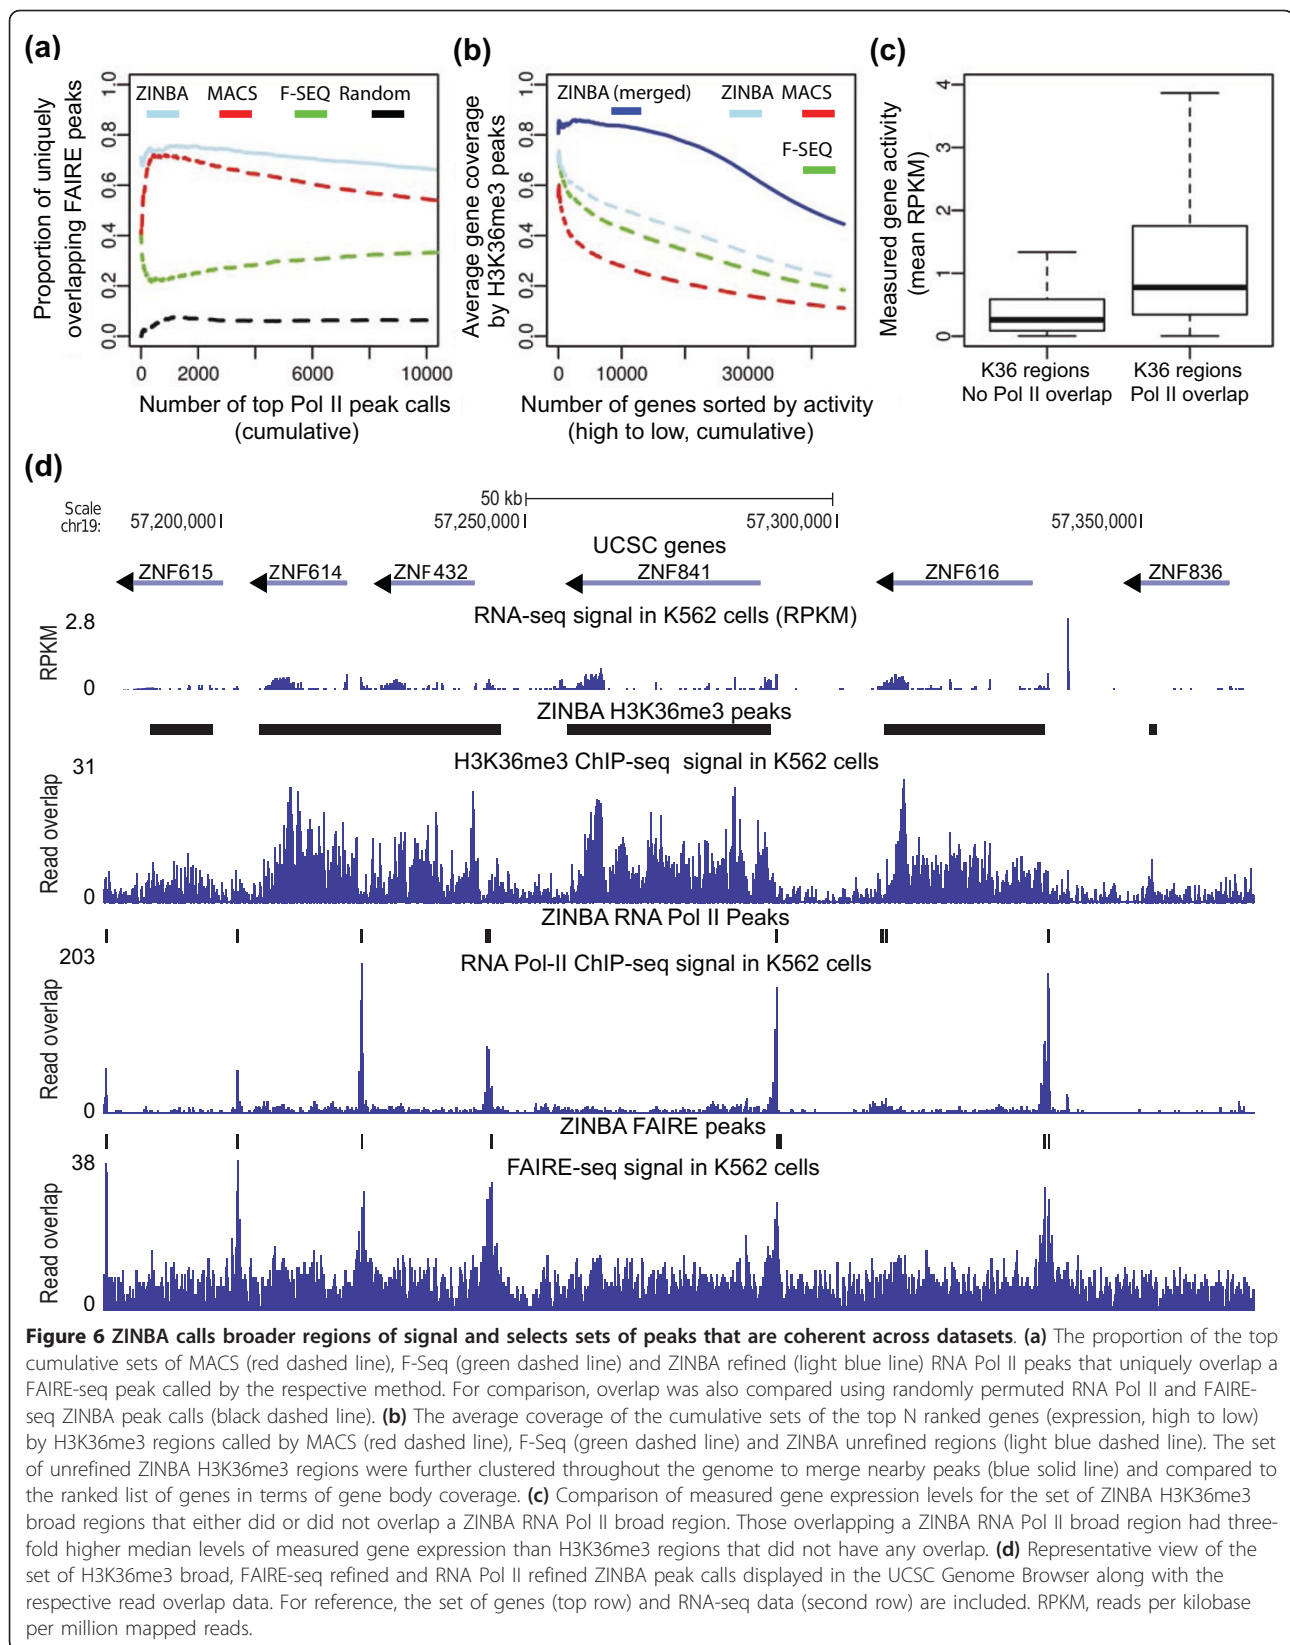 (a)
(b)
(c)
Proportion of uniquely
overlapping FAIRE peaks
0.0
0.2
0.4
0.6
0.8
1.0
ZINBA
MACS
F-SEQ
Random
0
2000
6000
10000
Number of top Pol II peak calls
(cumulative)
Average gene coverage
by H3K36me3 peaks
0.0
0.2
0.4
0.6
0.8
1.0
ZINBA (merged)
ZINBA
MACS
F-SEQ
0
10000
30000
Number of genes sorted by activity
(high to low, cumulative)
Measured gene activity
(mean RPKM)
0
1
2
3
4
K36 regions
No Pol II overlap
K36 regions
Pol II overlap
(d)
Scale
chr19:
50 kb
57,200,000
57,250,000
57,300,000
57,350,000
UCSC genes
ZNF615
ZNF614
ZNF432
ZNF841
ZNF616
ZNF836
RNA-seq signal in K562 cells (RPKM)
RPKM
2.8
0
ZINBA H3K36me3 peaks
H3K36me3 ChIP-seq signal in K562 cells
Read overlap
31
0
ZINBA RNA Pol II Peaks
RNA Pol-II ChIP-seq signal in K562 cells
Read overlap
203
0
ZINBA FAIRE peaks
FAIRE-seq signal in K562 cells
Read overlap
38
0
Figure 6 ZINBA calls broader regions of signal and selects sets of peaks that are coherent across datasets. (a) The proportion of the top
cumulative sets of MACS (red dashed line), F-Seq (green dashed line) and ZINBA refined (light blue line) RNA Pol II peaks that uniquely overlap a
FAIRE-seq peak called by the respective method. For comparison, overlap was also compared using randomly permuted RNA Pol II and FAIRE-
seq ZINBA peak calls (black dashed line). (b) The average coverage of the cumulative sets of the top N ranked genes (expression, high to low)
by H3K36me3 regions called by MACS (red dashed line), F-Seq (green dashed line) and ZINBA unrefined regions (light blue dashed line). The set
of unrefined ZINBA H3K36me3 regions were further clustered throughout the genome to merge nearby peaks (blue solid line) and compared to
the ranked list of genes in terms of gene body coverage. (c) Comparison of measured gene expression levels for the set of ZINBA H3K36me3
broad regions that either did or did not overlap a ZINBA RNA Pol II broad region. Those overlapping a ZINBA RNA Pol II broad region had three-
fold higher median levels of measured gene expression than H3K36me3 regions that did not have any overlap. (d) Representative view of the
set of H3K36me3 broad, FAIRE-seq refined and RNA Pol II refined ZINBA peak calls displayed in the UCSC Genome Browser along with the
respective read overlap data. For reference, the set of genes (top row) and RNA-seq data (second row) are included. RPKM, reads per kilobase
per million mapped reads.